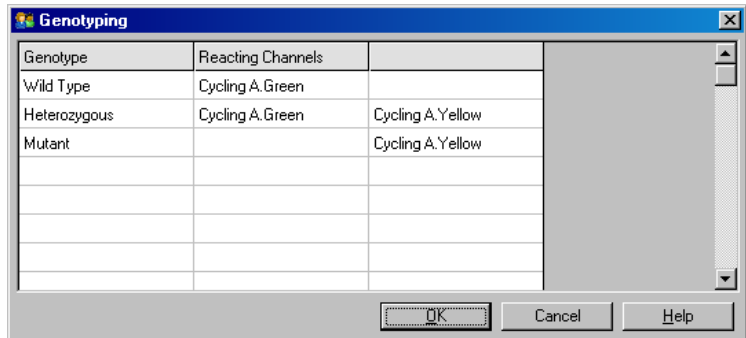 Genotyping
Genotype Reacting Channels
Wild Type Cycling A.Green
Heterozygous Cycling A.Green Cycling A.Yellow
Mutant Cycling A.Yellow
OK Cancel Help